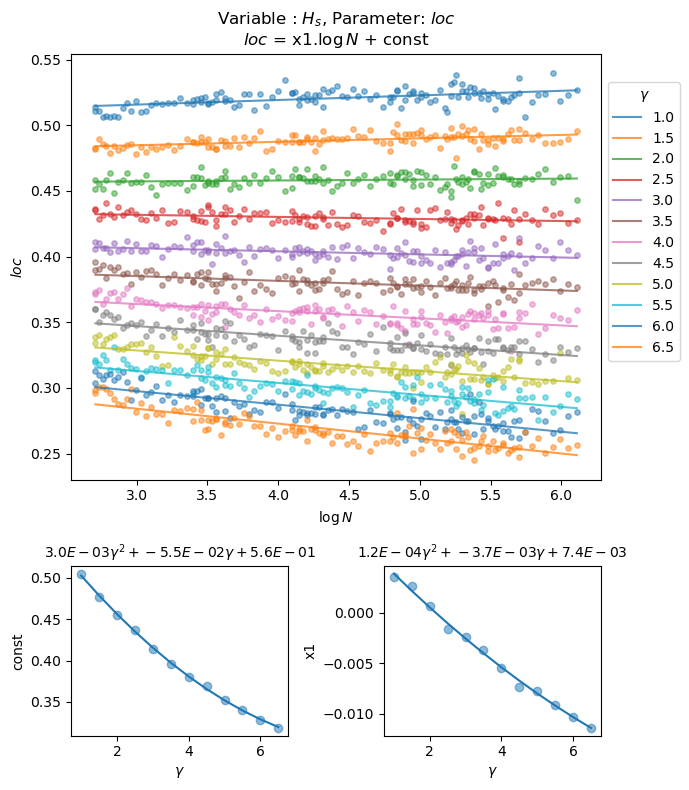 Variable : $H_s$, Parameter: $loc$
$loc$ = x1.$\log N$ + const
0.55
0.50
0.45
0.40
0.35
0.30
0.25
loc
3.0 3.5 4.0 4.5 5.0 5.5 6.0
log N
γ
1.0
1.5
2.0
2.5
3.0
3.5
4.0
4.5
5.0
5.5
6.0
6.5
3.0E−03γ² + −5.5E−02γ + 5.6E−01
0.50
0.45
0.40
0.35
const
2 4 6
γ
1.2E−04γ² + −3.7E−03γ + 7.4E−03
0.000
−0.005
−0.010
x1
2 4 6
γ